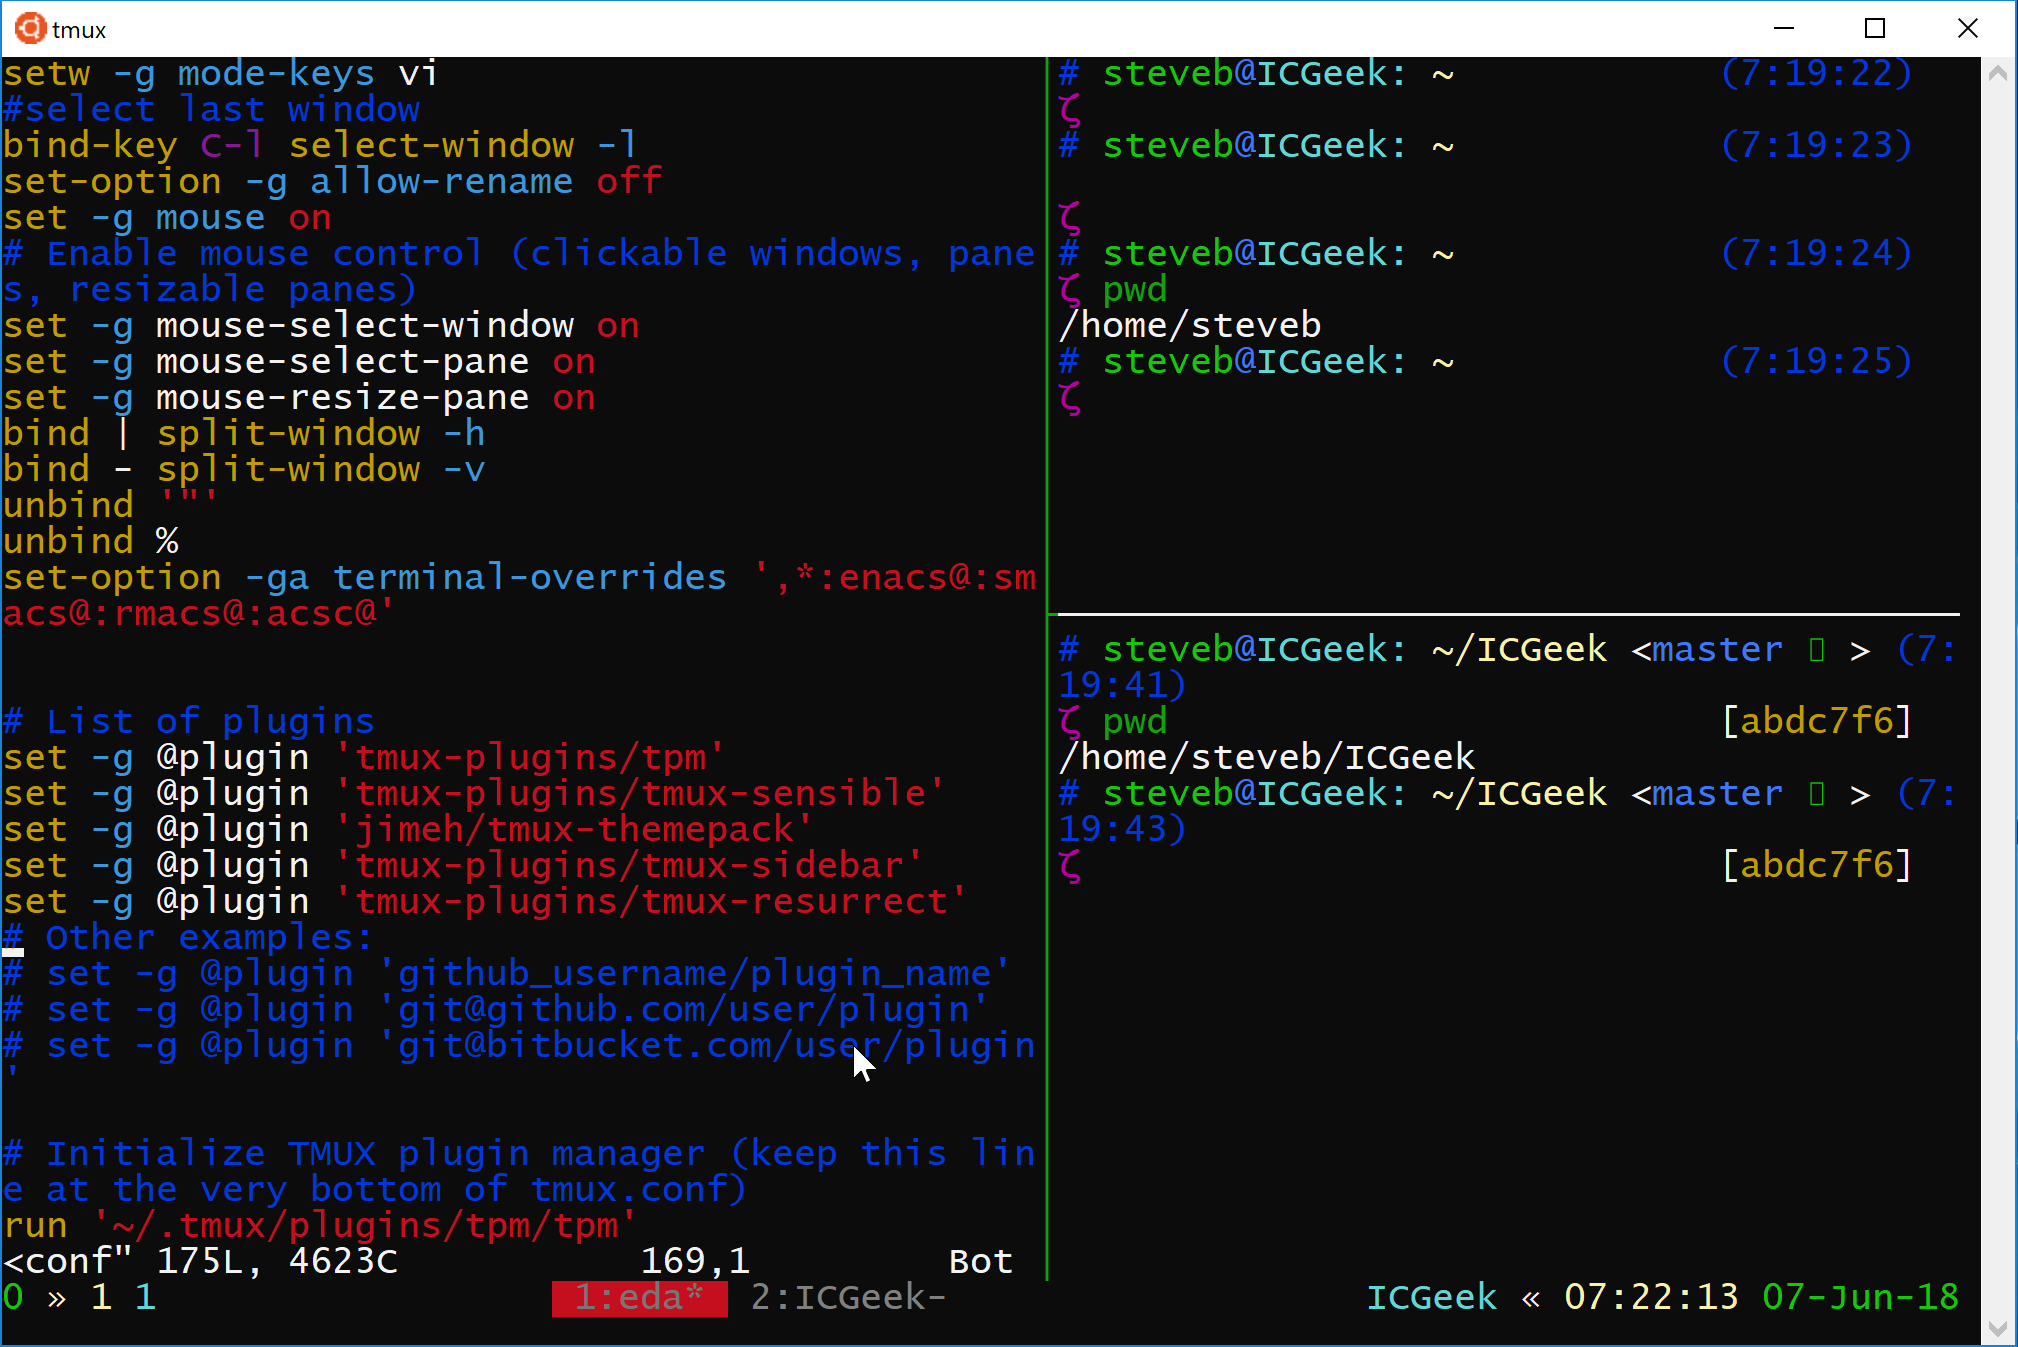 tmux
setw -g mode-keys vi
#select last window
bind-key C-l select-window -l
set-option -g allow-rename off
set -g mouse on
# Enable mouse control (clickable windows, pane
s, resizable panes)
set -g mouse-select-window on
set -g mouse-select-pane on
set -g mouse-resize-pane on
bind | split-window -h
bind - split-window -v
unbind '"'
unbind %
set-option -ga terminal-overrides ',*:enacs@:sm
acs@:rmacs@:acsc@'
# List of plugins
set -g @plugin 'tmux-plugins/tpm'
set -g @plugin 'tmux-plugins/tmux-sensible'
set -g @plugin 'jimeh/tmux-themepack'
set -g @plugin 'tmux-plugins/tmux-sidebar'
set -g @plugin 'tmux-plugins/tmux-resurrect'
# Other examples:
# set -g @plugin 'github_username/plugin_name'
# set -g @plugin 'git@github.com/user/plugin'
# set -g @plugin 'git@bitbucket.com/user/plugin
'
# Initialize TMUX plugin manager (keep this lin
e at the very bottom of tmux.conf)
run '~/.tmux/plugins/tpm/tpm'
<conf" 175L, 4623C 169,1 Bot
# steveb@ICGeek: ~ (7:19:22)
ζ
# steveb@ICGeek: ~ (7:19:23)
ζ
# steveb@ICGeek: ~ (7:19:24)
ζ pwd
/home/steveb
# steveb@ICGeek: ~ (7:19:25)
ζ
# steveb@ICGeek: ~/ICGeek <master ▯ > (7:
19:41)
ζ pwd [abdc7f6]
/home/steveb/ICGeek
# steveb@ICGeek: ~/ICGeek <master ▯ > (7:
19:43)
ζ [abdc7f6]
0 » 1 1 1:eda* 2:ICGeek- ICGeek « 07:22:13 07-Jun-18